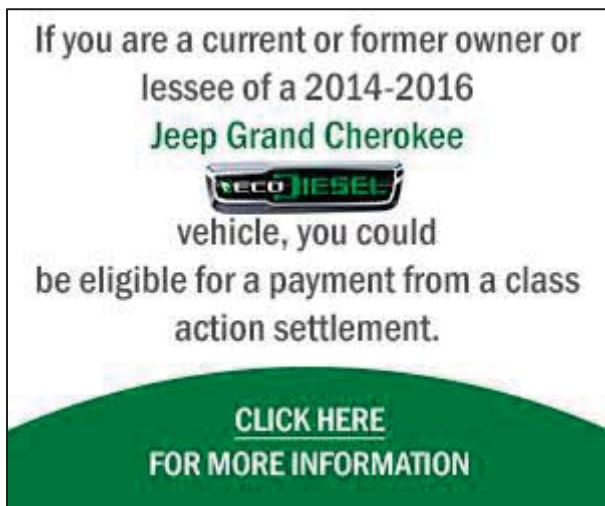 If you are a current or former owner or
lessee of a 2014-2016
Jeep Grand Cherokee
ECO DIESEL
vehicle, you could
be eligible for a payment from a class
action settlement.
CLICK HERE
FOR MORE INFORMATION